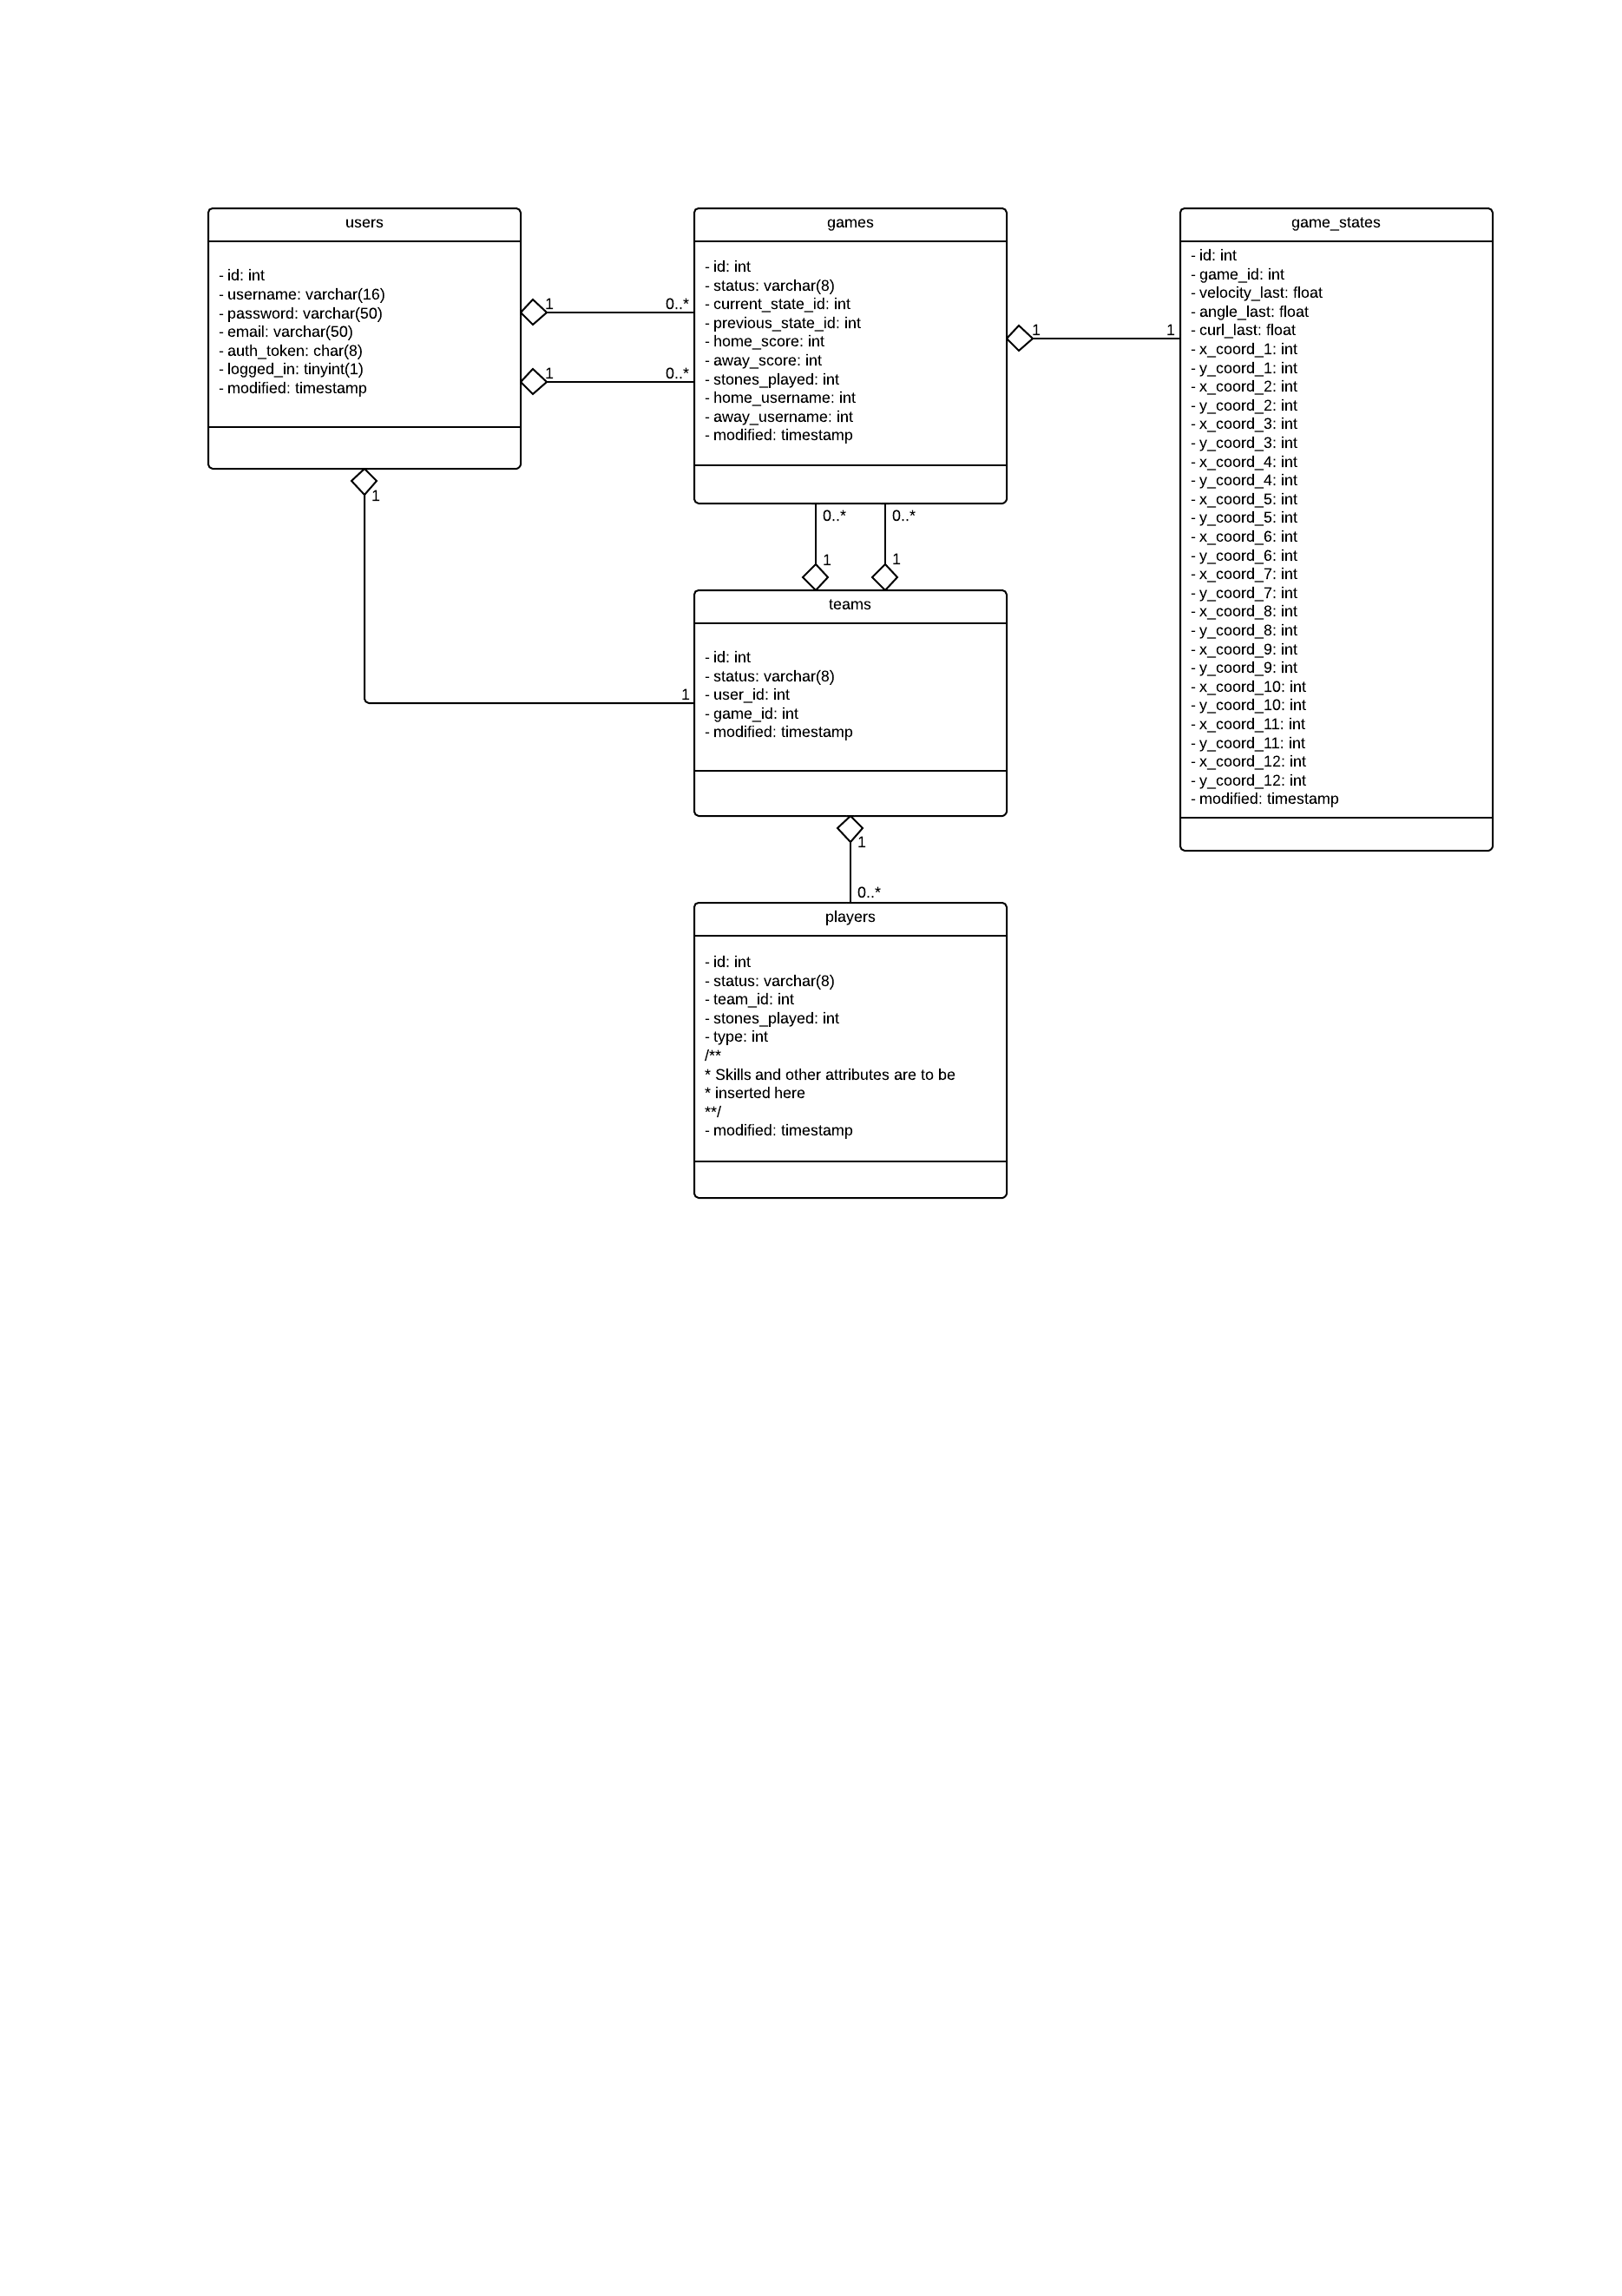 users
- id: int
- username: varchar(16)
- password: varchar(50)
- email: varchar(50)
- auth_token: char(8)
- logged_in: tinyint(1)
- modified: timestamp
1
0..*
1
0..*
1
1
games
- id: int
- status: varchar(8)
- current_state_id: int
- previous_state_id: int
- home_score: int
- away_score: int
- stones_played: int
- home_username: int
- away_username: int
- modified: timestamp
1
1
0..*
0..*
1
1
teams
- id: int
- status: varchar(8)
- user_id: int
- game_id: int
- modified: timestamp
1
0..*
players
- id: int
- status: varchar(8)
- team_id: int
- stones_played: int
- type: int
/**
* Skills and other attributes are to be
* inserted here
**/
- modified: timestamp
game_states
- id: int
- game_id: int
- velocity_last: float
- angle_last: float
- curl_last: float
- x_coord_1: int
- y_coord_1: int
- x_coord_2: int
- y_coord_2: int
- x_coord_3: int
- y_coord_3: int
- x_coord_4: int
- y_coord_4: int
- x_coord_5: int
- y_coord_5: int
- x_coord_6: int
- y_coord_6: int
- x_coord_7: int
- y_coord_7: int
- x_coord_8: int
- y_coord_8: int
- x_coord_9: int
- y_coord_9: int
- x_coord_10: int
- y_coord_10: int
- x_coord_11: int
- y_coord_11: int
- x_coord_12: int
- y_coord_12: int
- modified: timestamp